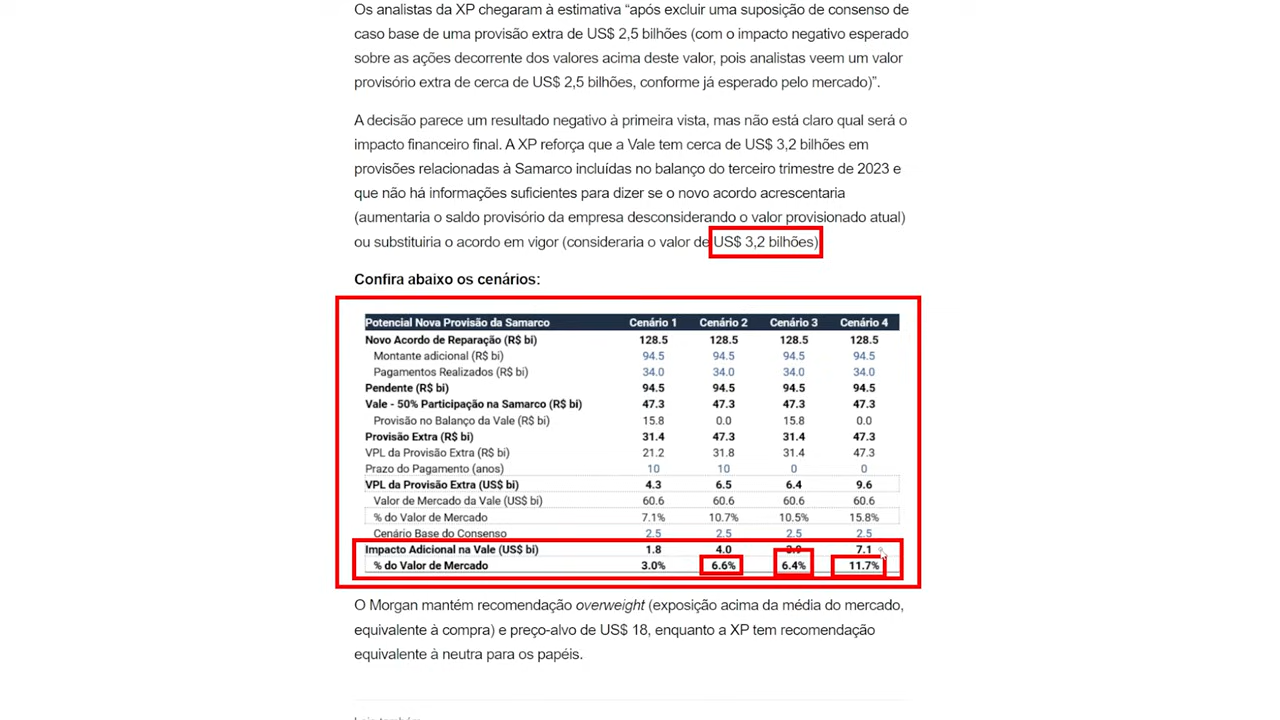 Os analistas da XP chegaram à estimativa “após excluir uma suposição de consenso de
caso base de uma provisão extra de US$ 2,5 bilhões (com o impacto negativo esperado
sobre as ações decorrente dos valores acima deste valor, pois analistas veem um valor
provisório extra de cerca de US$ 2,5 bilhões, conforme já esperado pelo mercado)”.
A decisão parece um resultado negativo à primeira vista, mas não está claro qual será o
impacto financeiro final. A XP reforça que a Vale tem cerca de US$ 3,2 bilhões em
provisões relacionadas à Samarco incluídas no balanço do terceiro trimestre de 2023 e
que não há informações suficientes para dizer se o novo acordo acrescentaria
(aumentaria o saldo provisório da empresa desconsiderando o valor provisionado atual)
ou substituiria o acordo em vigor (consideraria o valor de US$ 3,2 bilhões)
Confira abaixo os cenários:
Potencial Nova Provisão da Samarco Cenário 1 Cenário 2 Cenário 3 Cenário 4
Novo Acordo de Reparação (R$ bi) 128.5 128.5 128.5 128.5
Montante adicional (R$ bi) 94.5 94.5 94.5 94.5
Pagamentos Realizados (R$ bi) 34.0 34.0 34.0 34.0
Pendente (R$ bi) 94.5 94.5 94.5 94.5
Vale - 50% Participação na Samarco (R$ bi) 47.3 47.3 47.3 47.3
Provisão no Balanço da Vale (R$ bi) 15.8 0.0 15.8 0.0
Provisão Extra (R$ bi) 31.4 47.3 31.4 47.3
VPL da Provisão Extra (R$ bi) 21.2 31.8 31.4 47.3
Prazo do Pagamento (anos) 10 10 0 0
VPL da Provisão Extra (US$ bi) 4.3 6.5 6.4 9.6
Valor de Mercado da Vale (US$ bi) 60.6 60.6 60.6 60.6
% do Valor de Mercado 7.1% 10.7% 10.5% 15.8%
Cenário Base do Consenso 2.5 2.5 2.5 2.5
Impacto Adicional na Vale (US$ bi) 1.8 4.0 3.9 7.1
% do Valor de Mercado 3.0% 6.6% 6.4% 11.7%
O Morgan mantém recomendação overweight (exposição acima da média do mercado,
equivalente à compra) e preço-alvo de US$ 18, enquanto a XP tem recomendação
equivalente à neutra para os papéis.